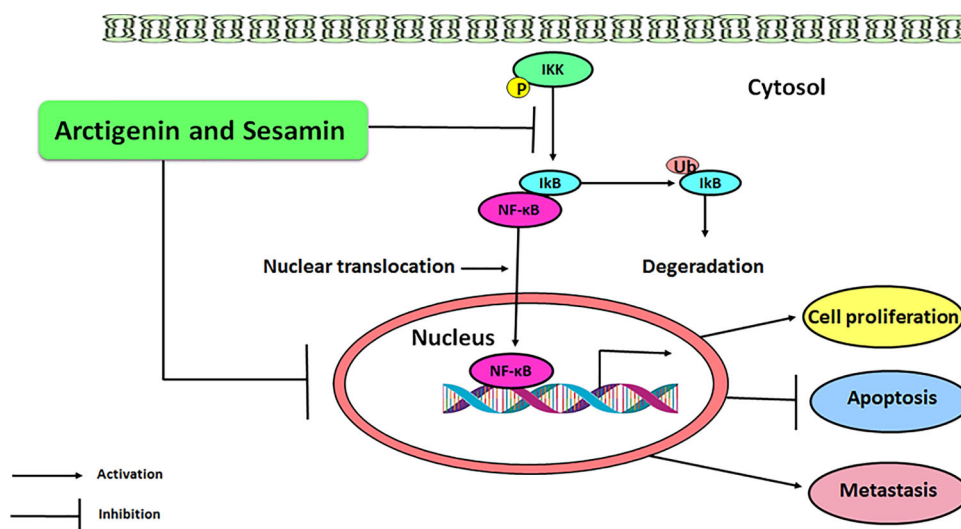 IKK
P
Cytosol
Arctigenin and Sesamin
Ub
IkB
IkB
NF-κB
Nuclear translocation
Degeradation
Cell proliferation
Nucleus
NF-κB
Apoptosis
Activation
Metastasis
Inhibition